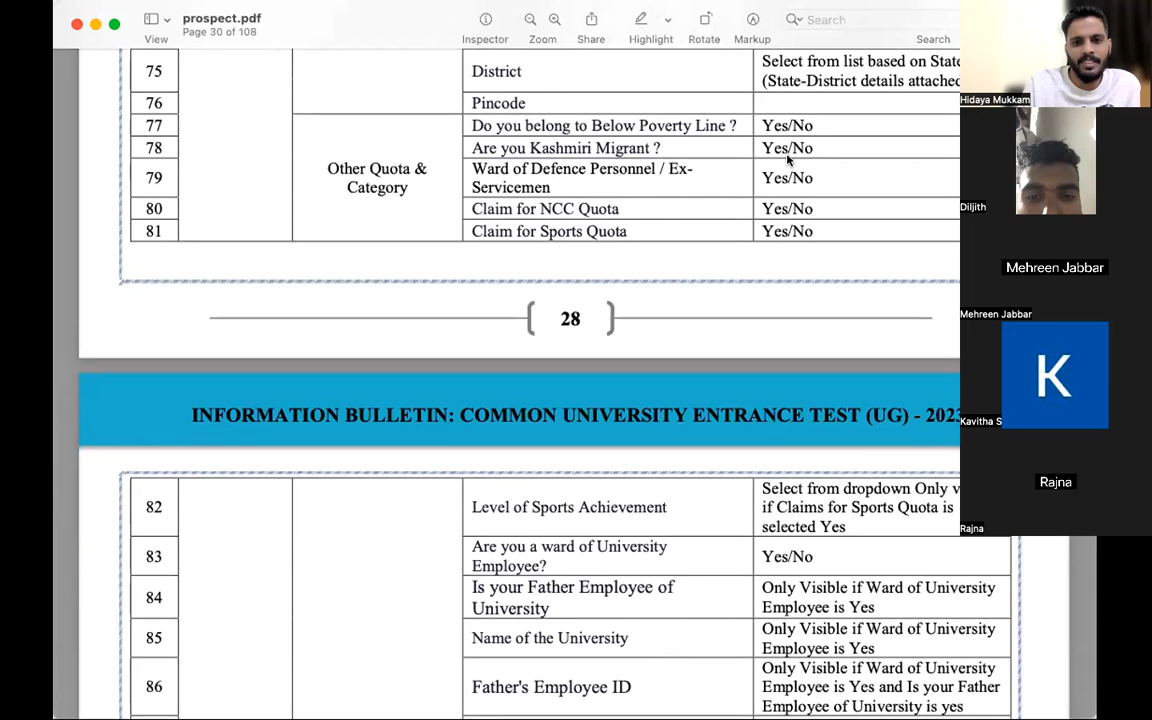 prospect.pdf
Page 30 of 108
View
Inspector
Zoom
Share
Highlight
Rotate
Markup
Search
Search
75
District
Select from list based on State
(State-District details attached
76
Pincode
77
Do you belong to Below Poverty Line ?
Yes/No
78
Are you Kashmiri Migrant ?
Yes/No
Other Quota &
Category
79
Ward of Defence Personnel / Ex-
Servicemen
Yes/No
80
Claim for NCC Quota
Yes/No
81
Claim for Sports Quota
Yes/No
28
INFORMATION BULLETIN: COMMON UNIVERSITY ENTRANCE TEST (UG) - 2023
82
Level of Sports Achievement
Select from dropdown Only v
if Claims for Sports Quota is
selected Yes
83
Are you a ward of University
Employee?
Yes/No
84
Is your Father Employee of
University
Only Visible if Ward of University
Employee is Yes
85
Name of the University
Only Visible if Ward of University
Employee is Yes
86
Father's Employee ID
Only Visible if Ward of University
Employee is Yes and Is your Father
Employee of University is yes
Hidaya Mukkam
Diljith
Mehreen Jabbar
Mehreen Jabbar
K
Kavitha S
Rajna
Rajna